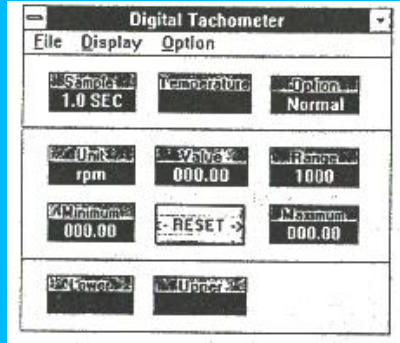 Digital Tachometer
File Display Option
Sample Temperature Option
1.0 SEC Normal
Unit Value Range
rpm 000.00 1000
Minimum <- RESET -> Maximum
000.00 000.00
Lower Upper